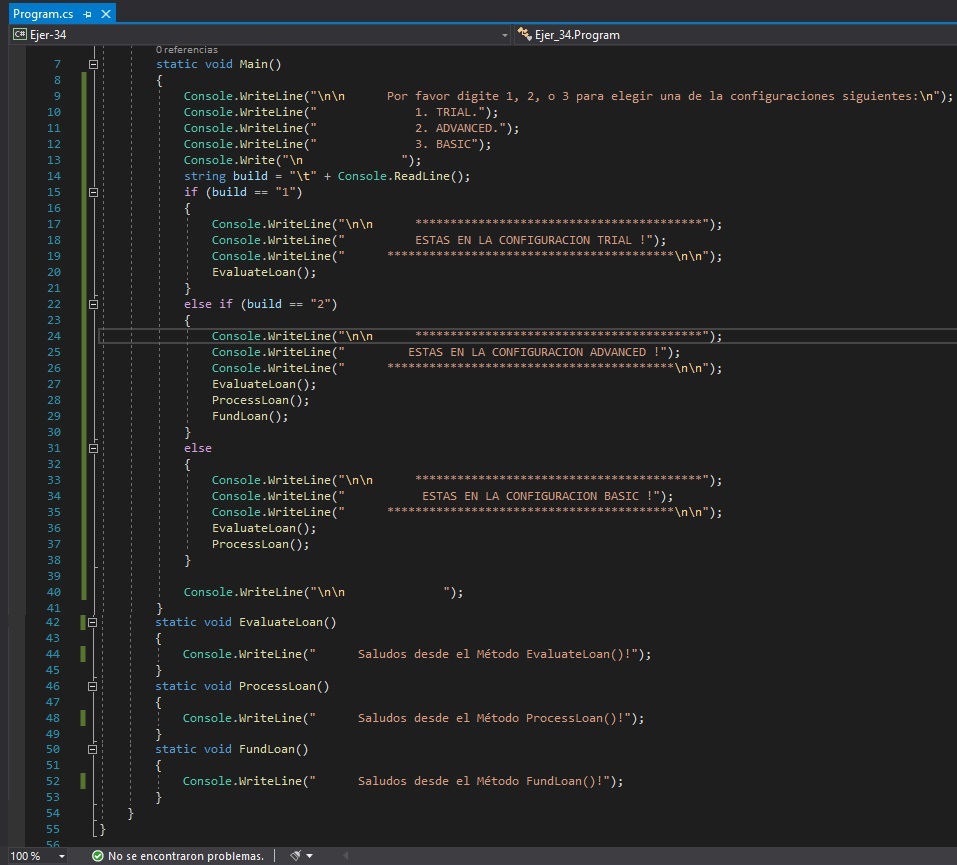 Program.cs
C# Ejer-34 Ejer_34.Program
0 referencias
7 static void Main()
8 {
9 Console.WriteLine("\n\n      Por favor digite 1, 2, o 3 para elegir una de la configuraciones siguientes:\n");
10 Console.WriteLine("              1. TRIAL.");
11 Console.WriteLine("              2. ADVANCED.");
12 Console.WriteLine("              3. BASIC");
13 Console.Write("\n              ");
14 string build = "\t" + Console.ReadLine();
15 if (build == "1")
16 {
17 Console.WriteLine("\n\n      *****************************************");
18 Console.WriteLine("          ESTAS EN LA CONFIGURACION TRIAL !");
19 Console.WriteLine("      *****************************************\n\n");
20 EvaluateLoan();
21 }
22 else if (build == "2")
23 {
24 Console.WriteLine("\n\n      *****************************************");
25 Console.WriteLine("         ESTAS EN LA CONFIGURACION ADVANCED !");
26 Console.WriteLine("      *****************************************\n\n");
27 EvaluateLoan();
28 ProcessLoan();
29 FundLoan();
30 }
31 else
32 {
33 Console.WriteLine("\n\n      *****************************************");
34 Console.WriteLine("           ESTAS EN LA CONFIGURACION BASIC !");
35 Console.WriteLine("      *****************************************\n\n");
36 EvaluateLoan();
37 ProcessLoan();
38 }
39
40 Console.WriteLine("\n\n              ");
41 }
42 static void EvaluateLoan()
43 {
44 Console.WriteLine("      Saludos desde el Método EvaluateLoan()!");
45 }
46 static void ProcessLoan()
47 {
48 Console.WriteLine("      Saludos desde el Método ProcessLoan()!");
49 }
50 static void FundLoan()
51 {
52 Console.WriteLine("      Saludos desde el Método FundLoan()!");
53 }
54 }
55 }
56
100 % No se encontraron problemas.